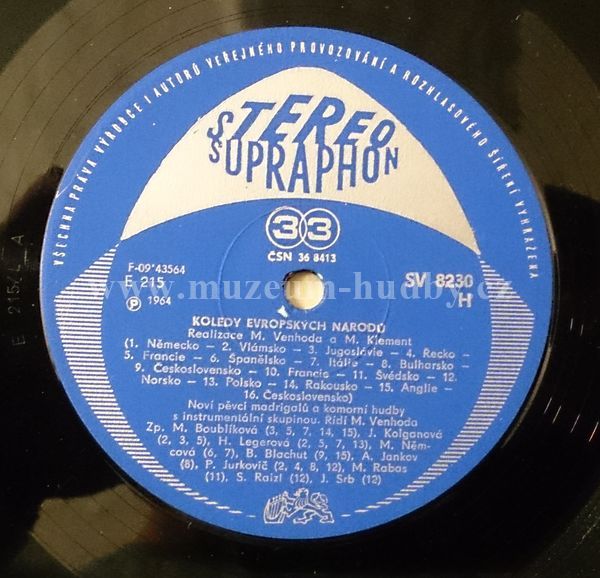 VŠECHNA PRÁVA VÝROBCE I AUTORŮ VEŘEJNÉHO PROVOZOVÁNÍ A ROZHLASOVÉHO ŠÍŘENÍ VYHRAŽENA
STEREO
SUPRAPHON
33
ČSN 36 8413
F-09*43564
E 215
SV 8230
H
P 1964
www.muzeum-hudby.cz
E 215/4-A
KOLEDY EVROPSKÝCH NÁRODŮ
Realizace M. Venhoda a M. Klement
(1. Německo - 2. Vlámsko - 3. Jugoslávie - 4. Řecko -
5. Francie - 6. Španělsko - 7. Itálie - 8. Bulharsko -
9. Československo - 10. Francie - 11. Švédsko - 12.
Norsko - 13. Polsko - 14. Rakousko - 15. Anglie -
16. Československo)
Noví pěvci madrigalů a komorní hudby
s instrumentální skupinou. Řídí M. Venhoda
Zp. M. Boublíková (3, 5, 7, 14, 15), J. Kolganová
(2, 3, 5), H. Legerová (2, 5, 7, 13), M. Něm-
cová (6, 7), B. Blachut (9, 15), A. Jankov
(8), P. Jurkovič (2, 4, 8, 12), M. Rabas
(11), S. Raizl (12), J. Srb (12)